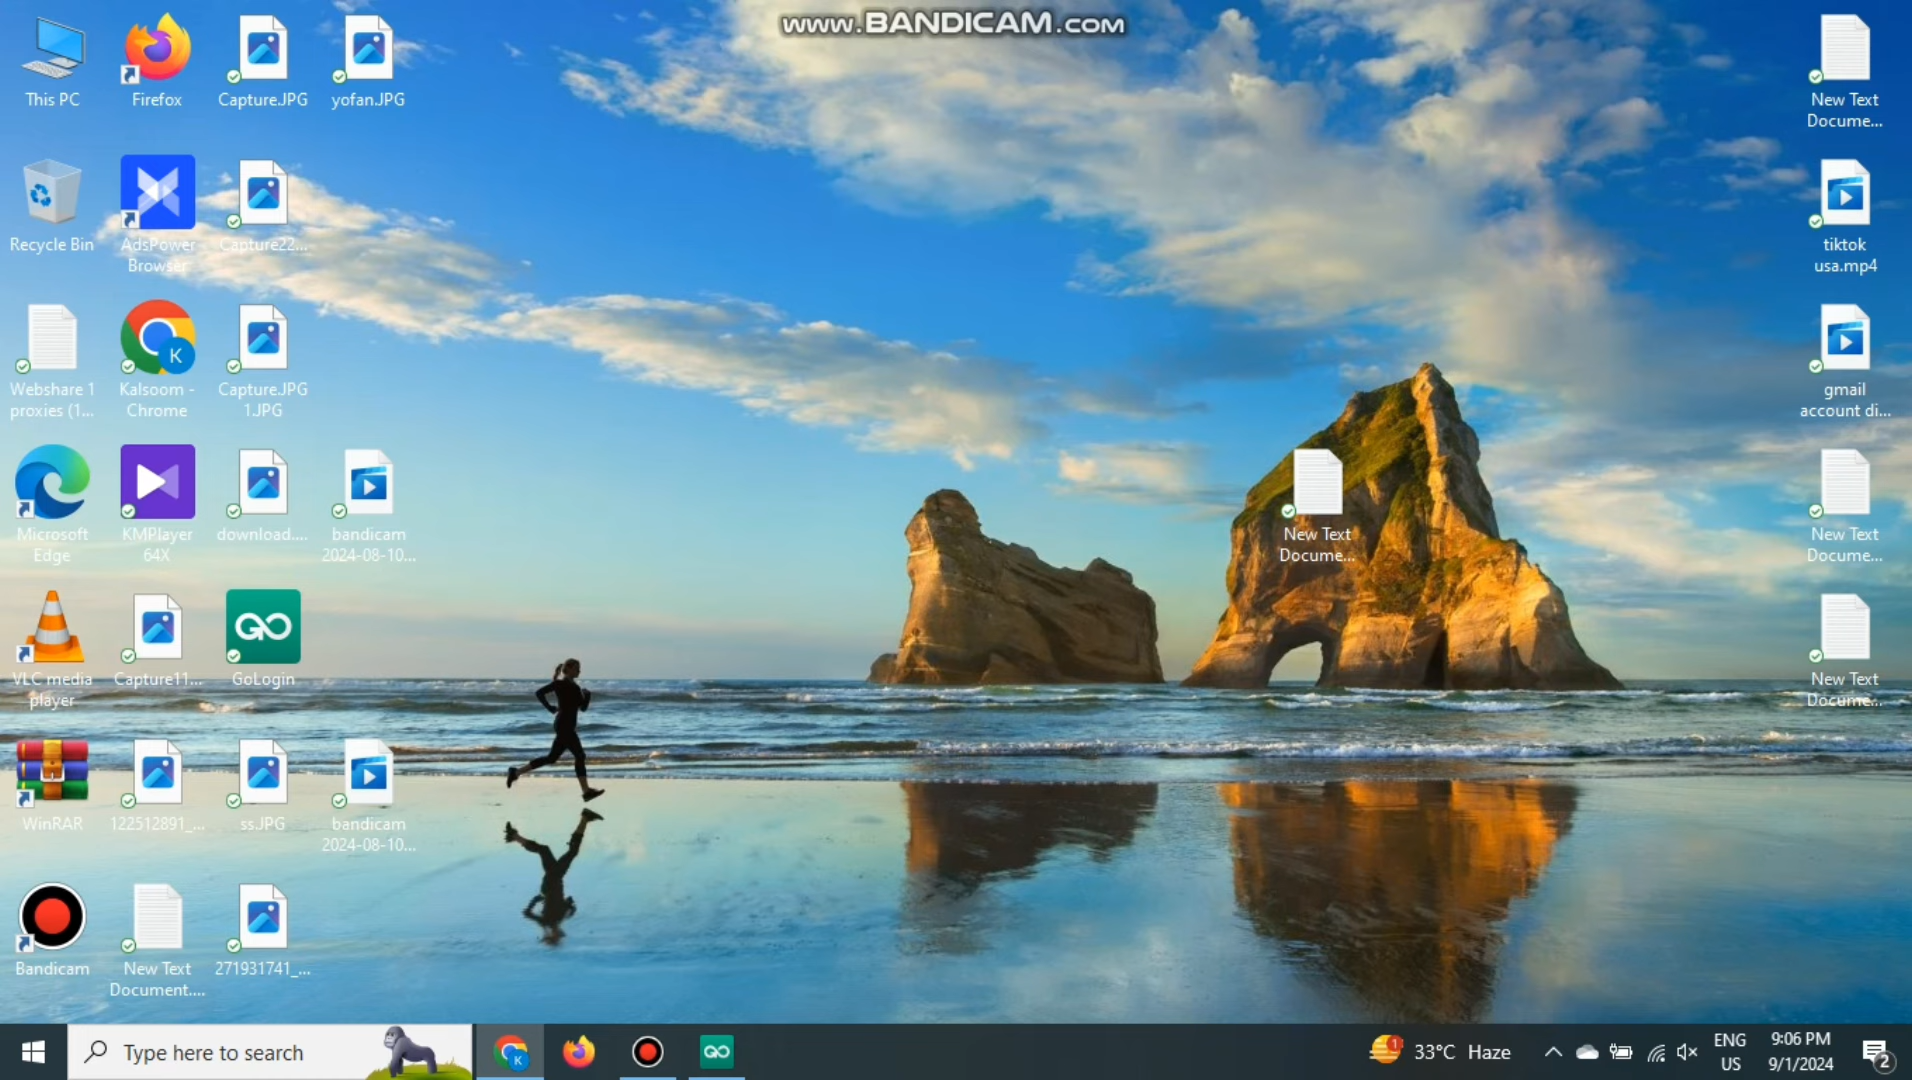 www.BANDICAM.com
This PC
Firefox
Capture.JPG
yofan.JPG
New Text
Docume...
Recycle Bin
AdsPower
Browser
Capture22...
tiktok
usa.mp4
Webshare 1
proxies (1...
Kalsoom -
Chrome
Capture.JPG
1.JPG
gmail
account di...
Microsoft
Edge
KMPlayer
64X
download....
bandicam
2024-08-10...
New Text
Docume...
New Text
Docume...
VLC media
player
Capture11...
GoLogin
New Text
Docume...
WinRAR
122512891_...
ss.JPG
bandicam
2024-08-10...
Bandicam
New Text
Document....
271931741_...
Type here to search
33°C Haze
ENG
US
9:06 PM
9/1/2024
2